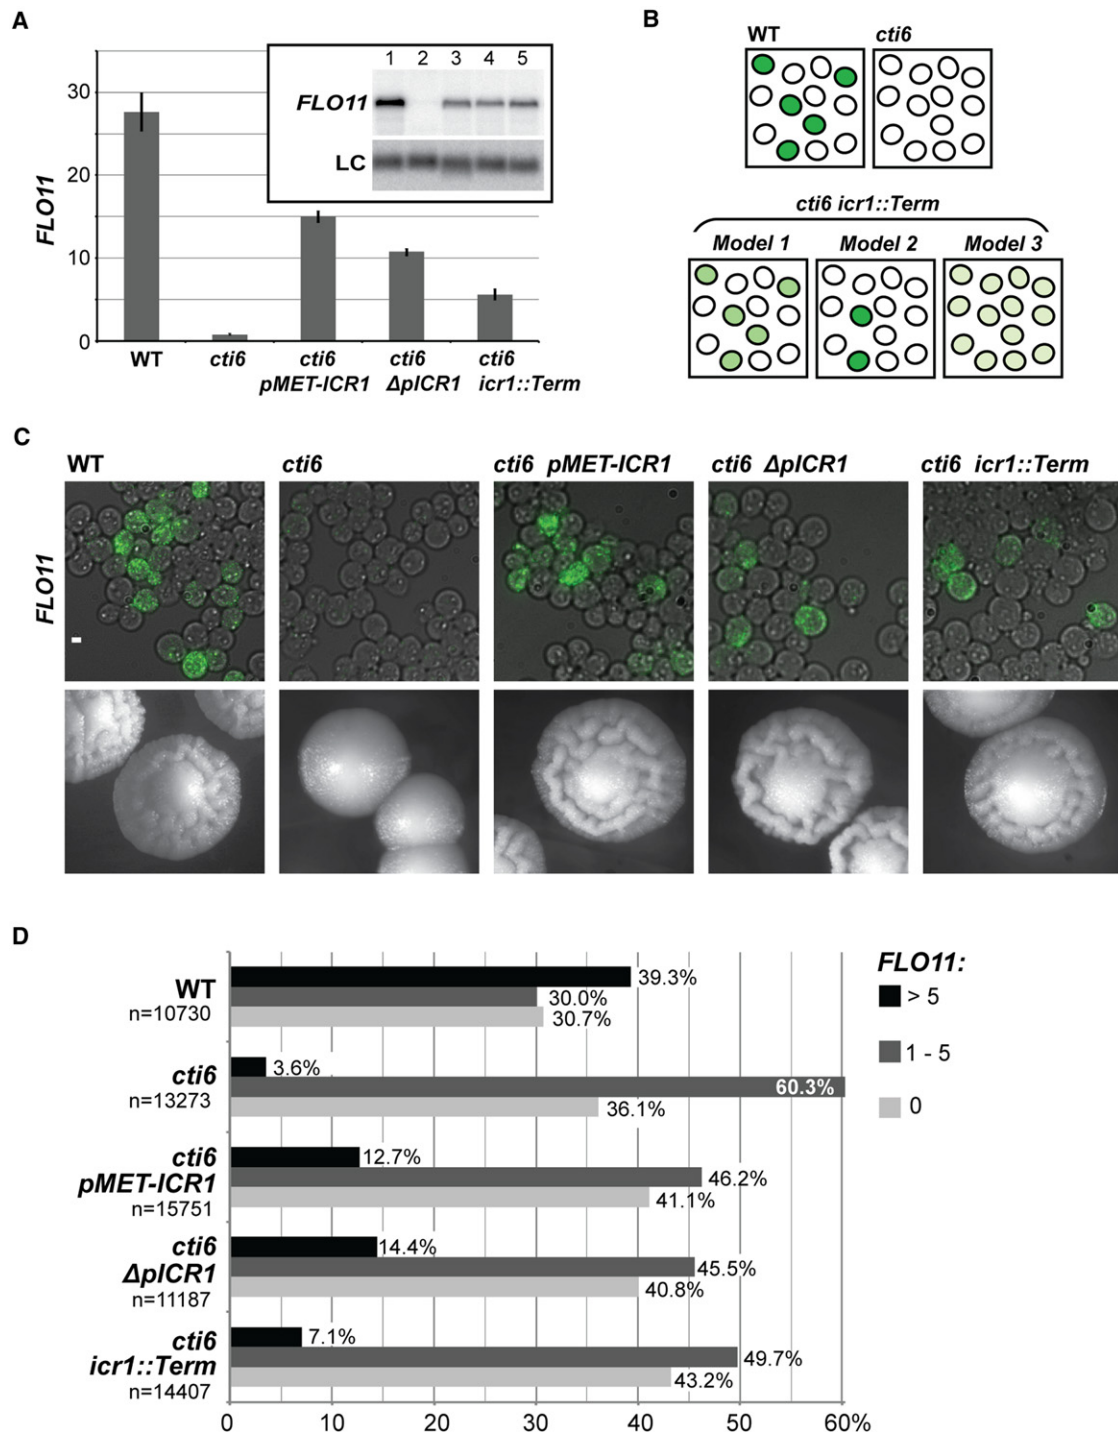 A
FLO11
30
20
10
0
1 2 3 4 5
FLO11
LC
WT
cti6
cti6 pMET-ICR1
cti6 ΔpICR1
cti6 icr1::Term
B
WT
cti6
cti6 icr1::Term
Model 1
Model 2
Model 3
C
WT
cti6
cti6 pMET-ICR1
cti6 ΔpICR1
cti6 icr1::Term
FLO11
D
WT
n=10730
39.3%
30.0%
30.7%
cti6
n=13273
3.6%
60.3%
36.1%
cti6
pMET-ICR1
n=15751
12.7%
46.2%
41.1%
cti6
ΔpICR1
n=11187
14.4%
45.5%
40.8%
cti6
icr1::Term
n=14407
7.1%
49.7%
43.2%
0 10 20 30 40 50 60%
FLO11:
> 5
1 - 5
0